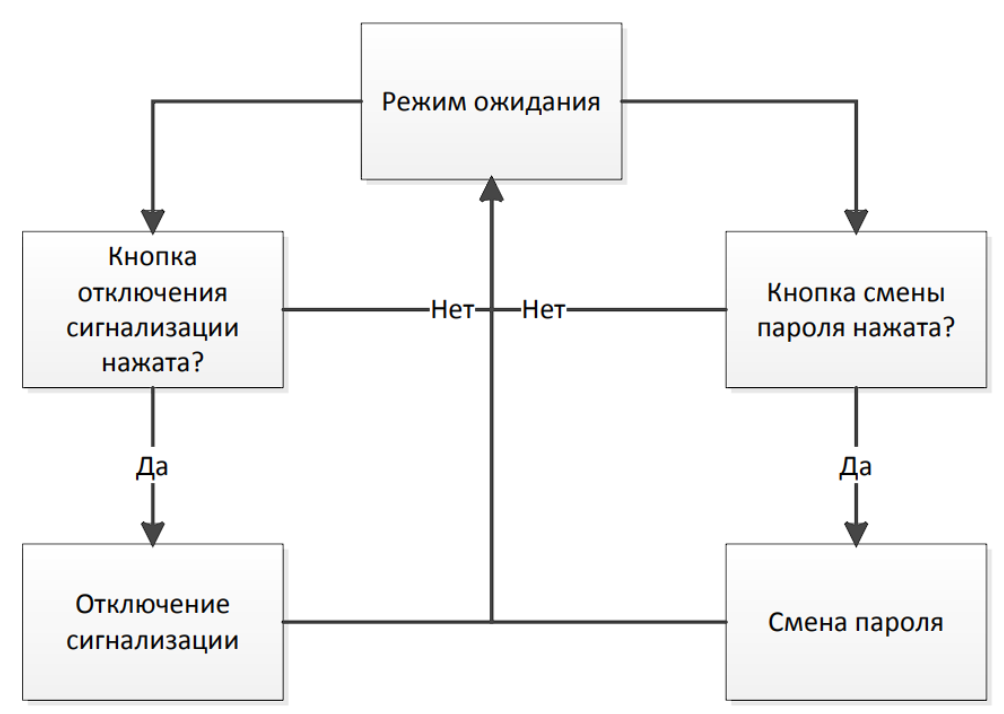 Режим ожидания
Кнопка
отключения
сигнализации
нажата?
Нет
Нет
Кнопка смены
пароля нажата?
Да
Да
Отключение
сигнализации
Смена пароля